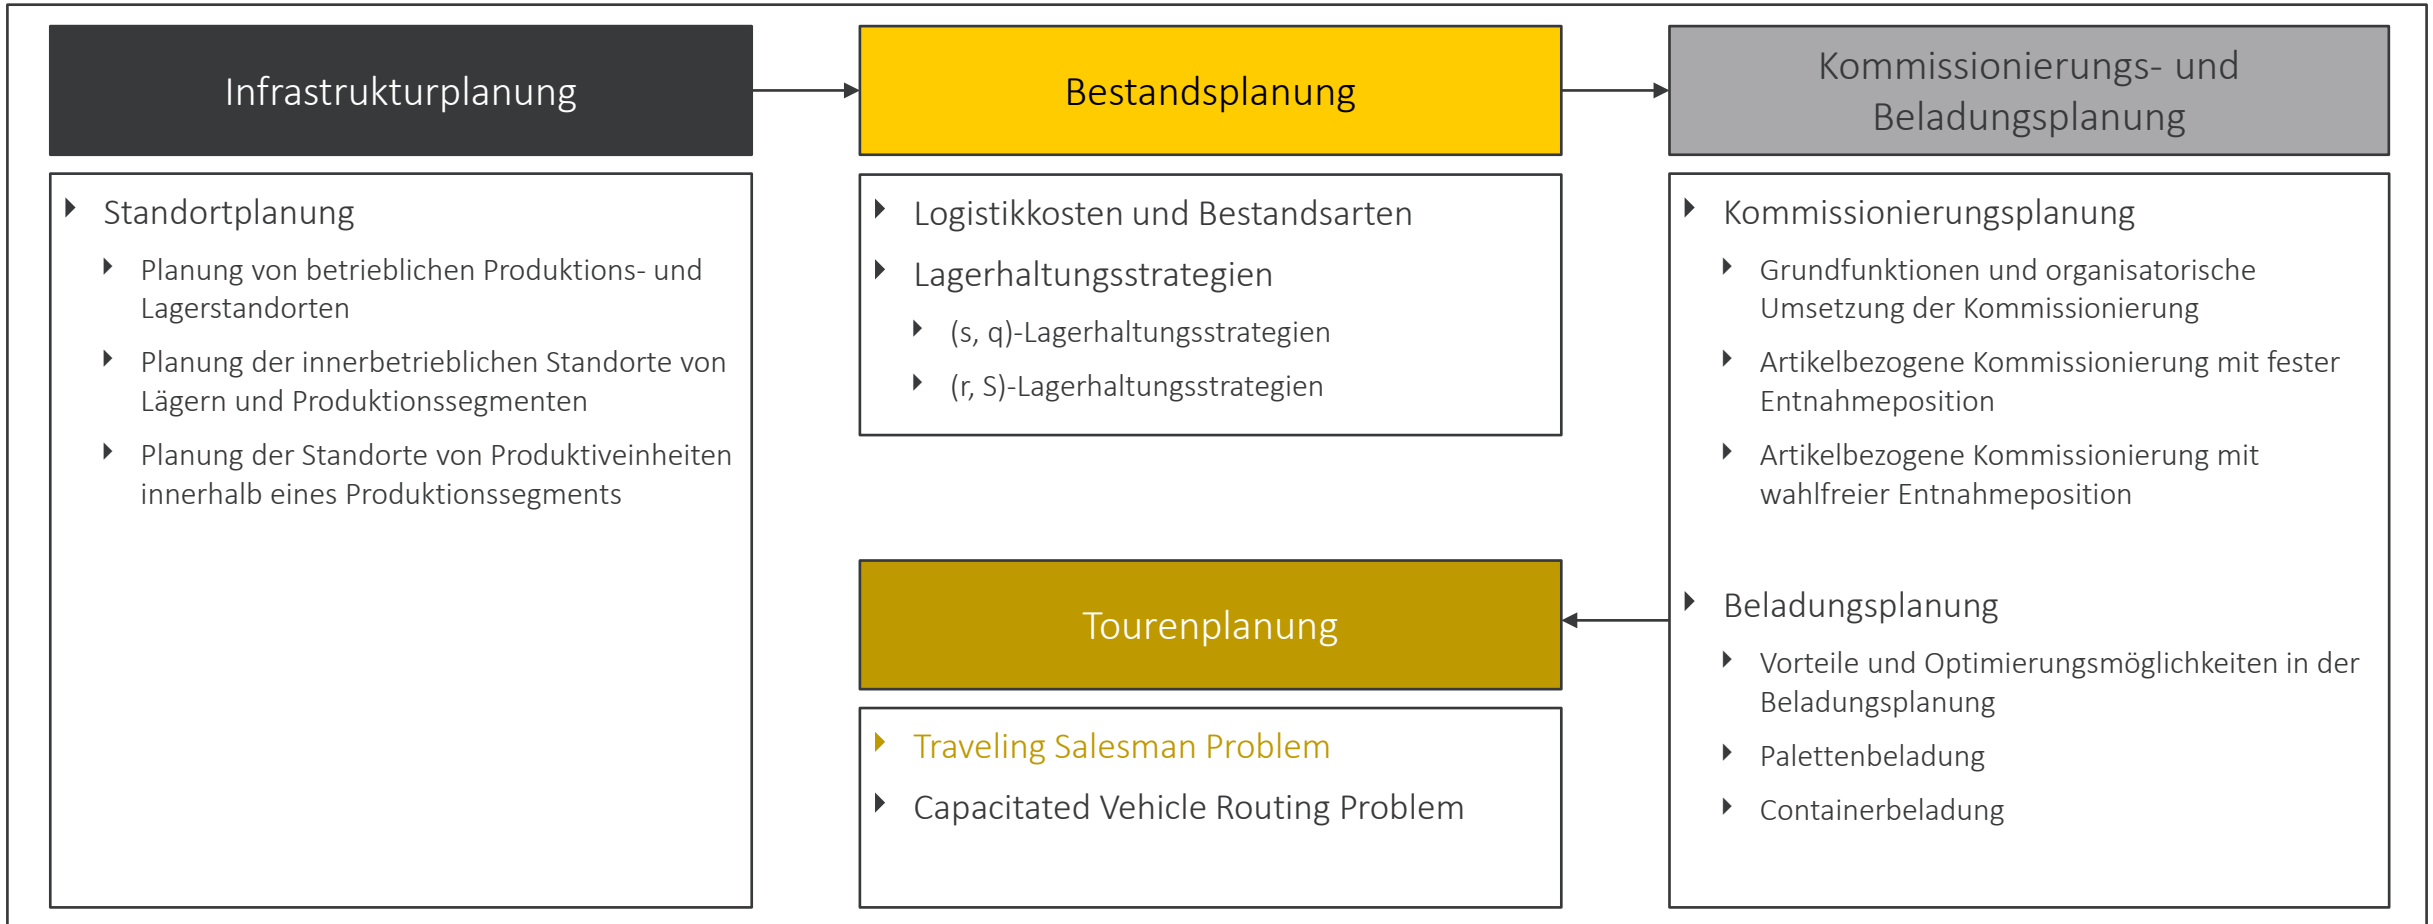 Infrastrukturplanung
Standortplanung
Planung von betrieblichen Produktions- und
Lagerstandorten
Planung der innerbetrieblichen Standorte von
Lägern und Produktionssegmenten
Planung der Standorte von Produktiveinheiten
innerhalb eines Produktionssegments
Bestandsplanung
Logistikkosten und Bestandsarten
Lagerhaltungsstrategien
(s, q)-Lagerhaltungsstrategien
(r, S)-Lagerhaltungsstrategien
Kommissionierungs- und
Beladungsplanung
Kommissionierungsplanung
Grundfunktionen und organisatorische
Umsetzung der Kommissionierung
Artikelbezogene Kommissionierung mit fester
Entnahmeposition
Artikelbezogene Kommissionierung mit
wahlfreier Entnahmeposition
Beladungsplanung
Vorteile und Optimierungsmöglichkeiten in der
Beladungsplanung
Palettenbeladung
Containerbeladung
Tourenplanung
Traveling Salesman Problem
Capacitated Vehicle Routing Problem